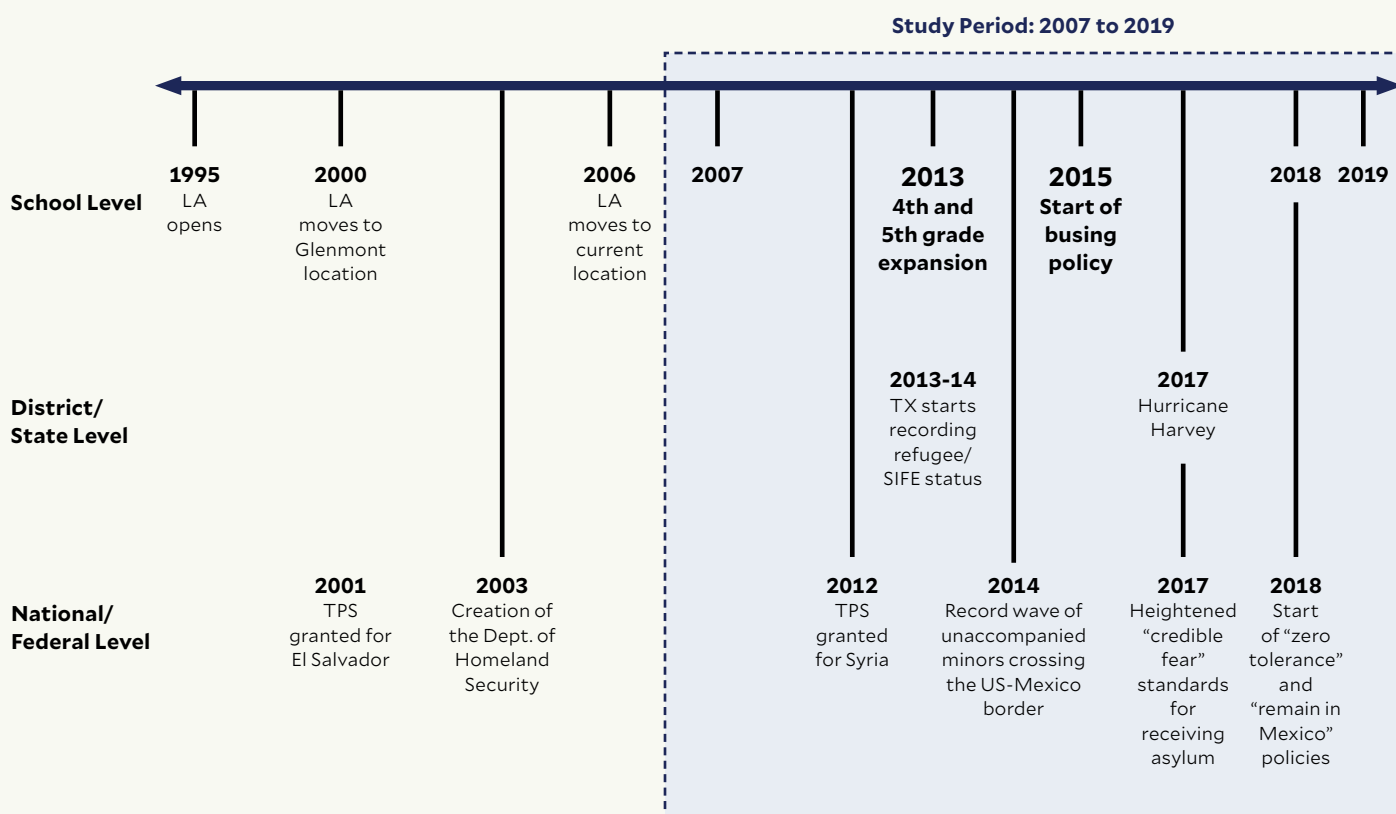 Study Period: 2007 to 2019
School Level
1995
LA
opens
2000
LA
moves to
Glenmont
location
2006
LA
moves to
current
location
2007
2013
4th and
5th grade
expansion
2015
Start of
busing
policy
2018
2019
District/
State Level
2013-14
TX starts
recording
refugee/
SIFE status
2017
Hurricane
Harvey
National/
Federal Level
2001
TPS
granted for
El Salvador
2003
Creation of
the Dept. of
Homeland
Security
2012
TPS
granted
for Syria
2014
Record wave of
unaccompanied
minors crossing
the US-Mexico
border
2017
Heightened
“credible
fear”
standards
for
receiving
asylum
2018
Start
of “zero
tolerance”
and
“remain in
Mexico”
policies